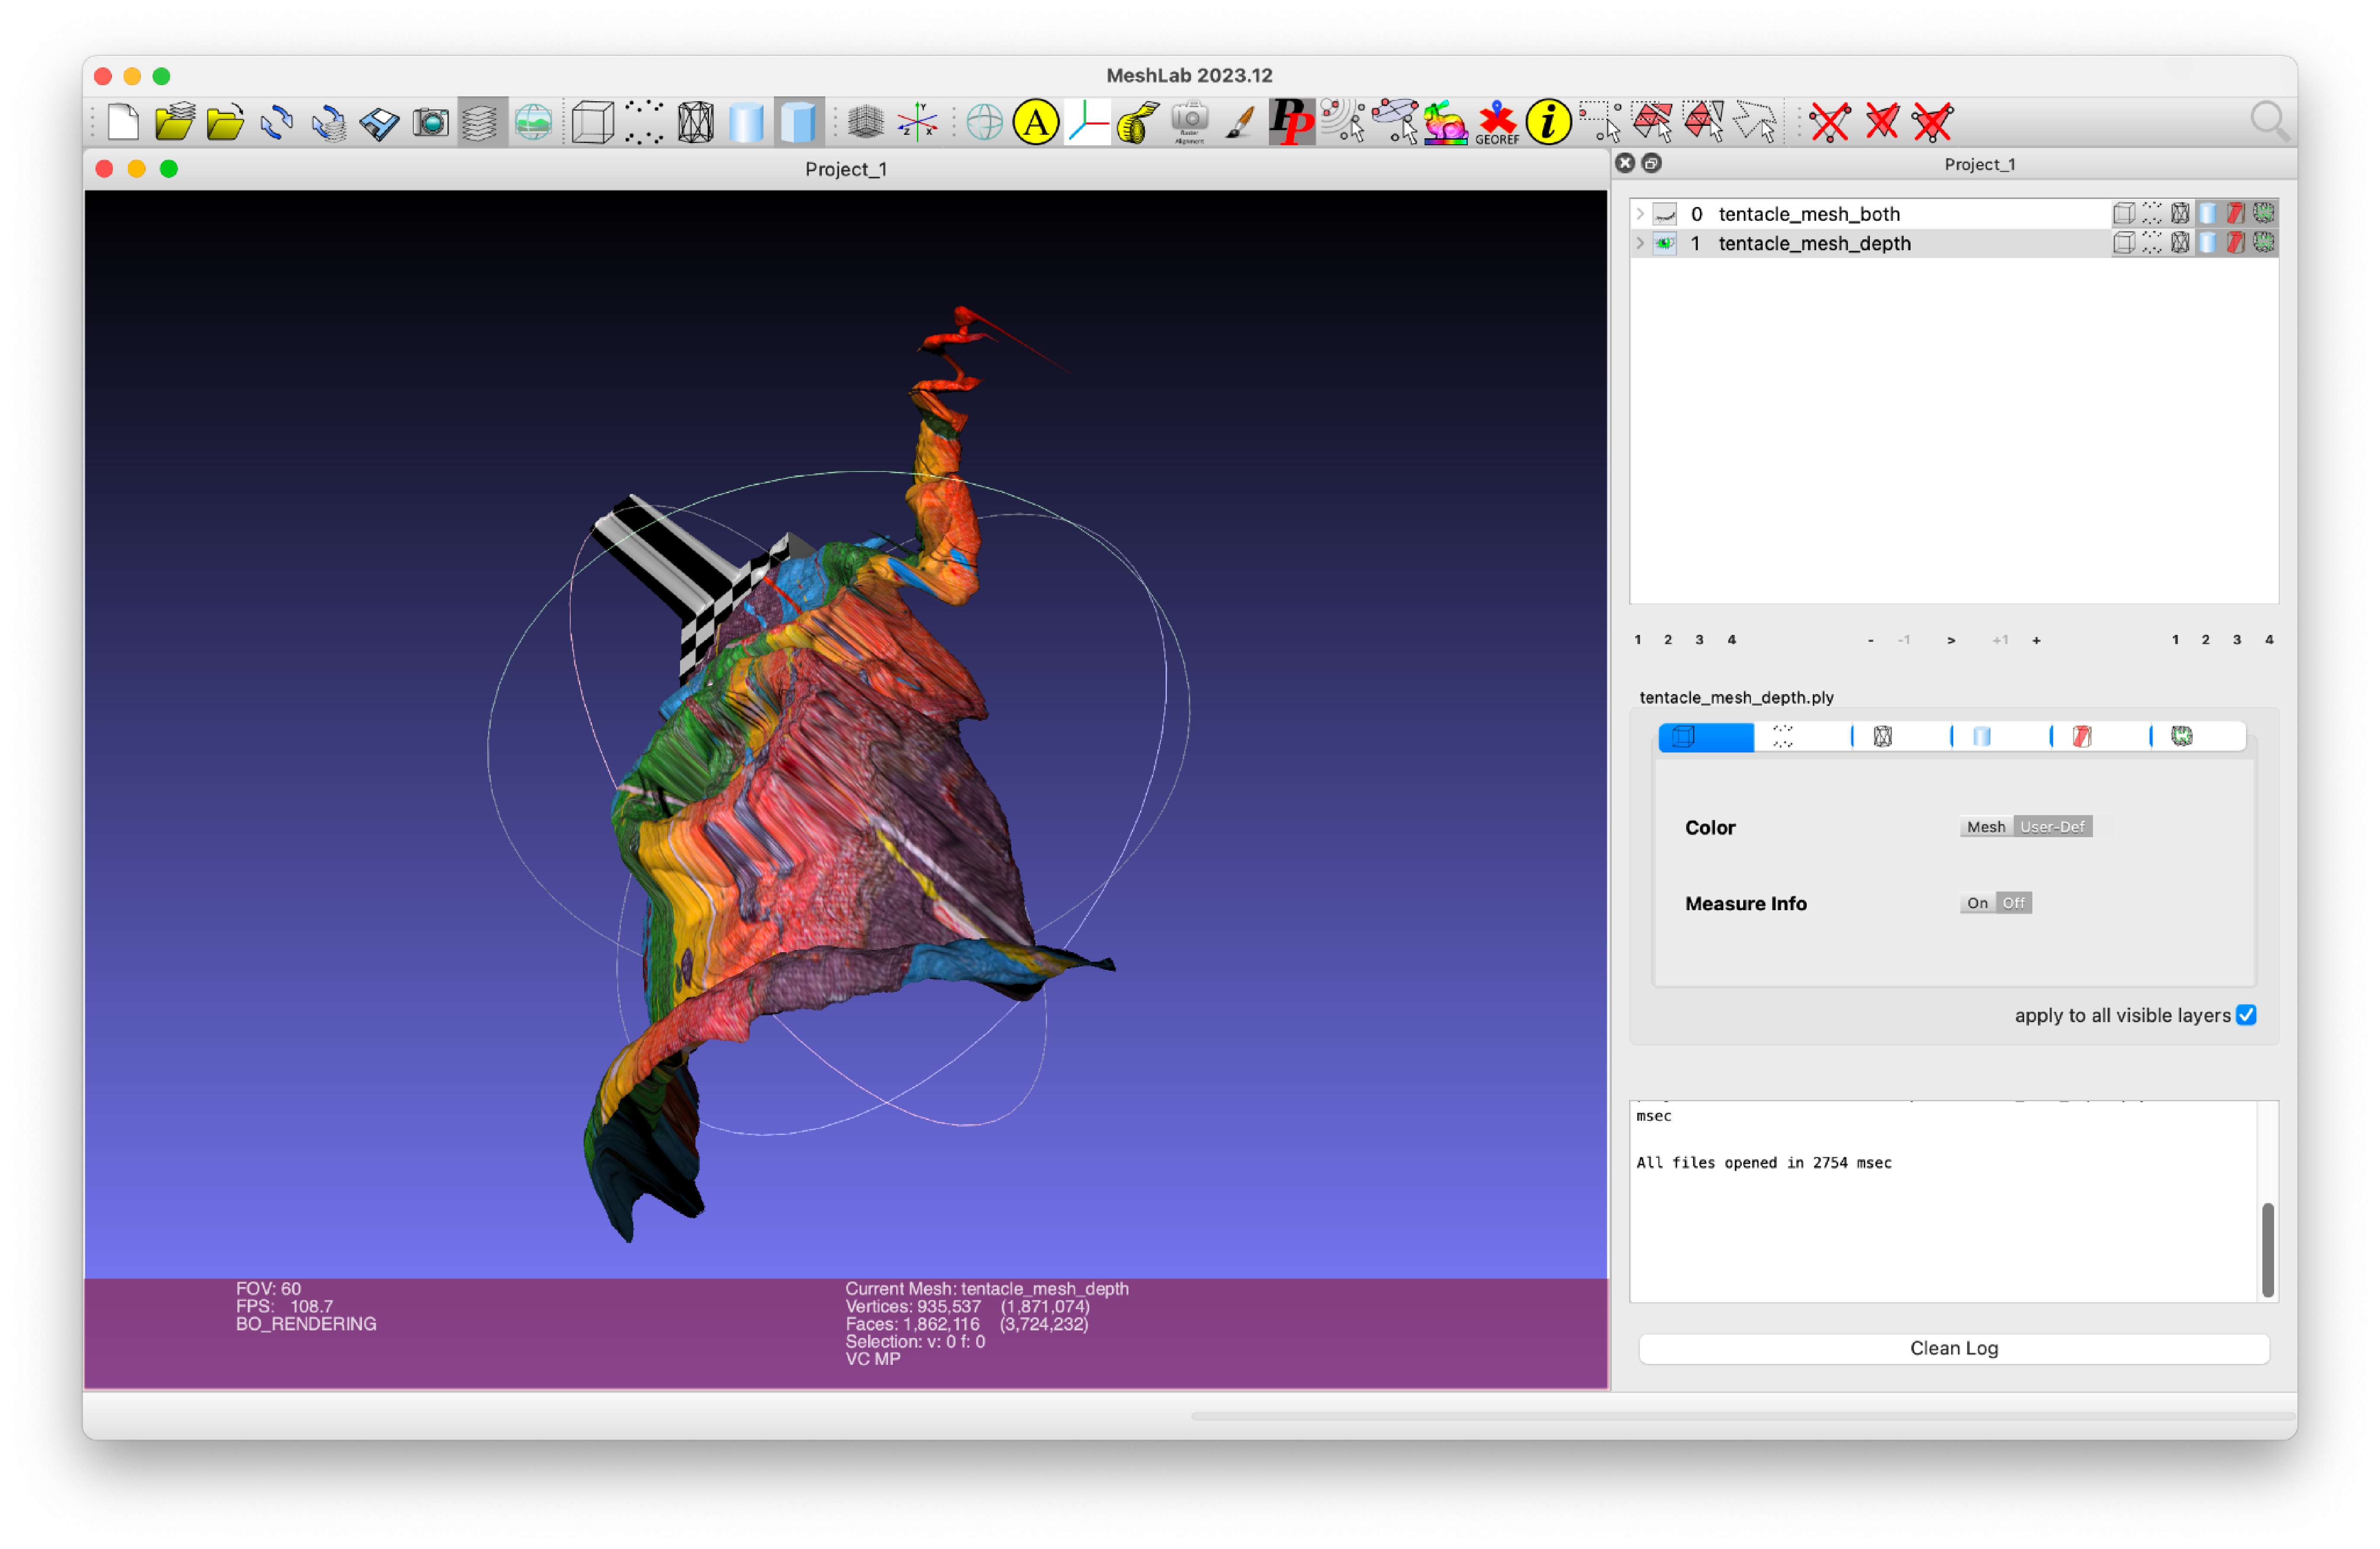 MeshLab 2023.12
A
PP
GEOREF
i
Raster
Alignment
Project_1
Project_1
0 tentacle_mesh_both
1 tentacle_mesh_depth
1 2 3 4 - -1 > +1 + 1 2 3 4
tentacle_mesh_depth.ply
Color Mesh User-Def
Measure Info On Off
apply to all visible layers
msec
All files opened in 2754 msec
Clean Log
FOV: 60
FPS: 108.7
BO_RENDERING
Current Mesh: tentacle_mesh_depth
Vertices: 935,537 (1,871,074)
Faces: 1,862,116 (3,724,232)
Selection: v: 0 f: 0
VC MP